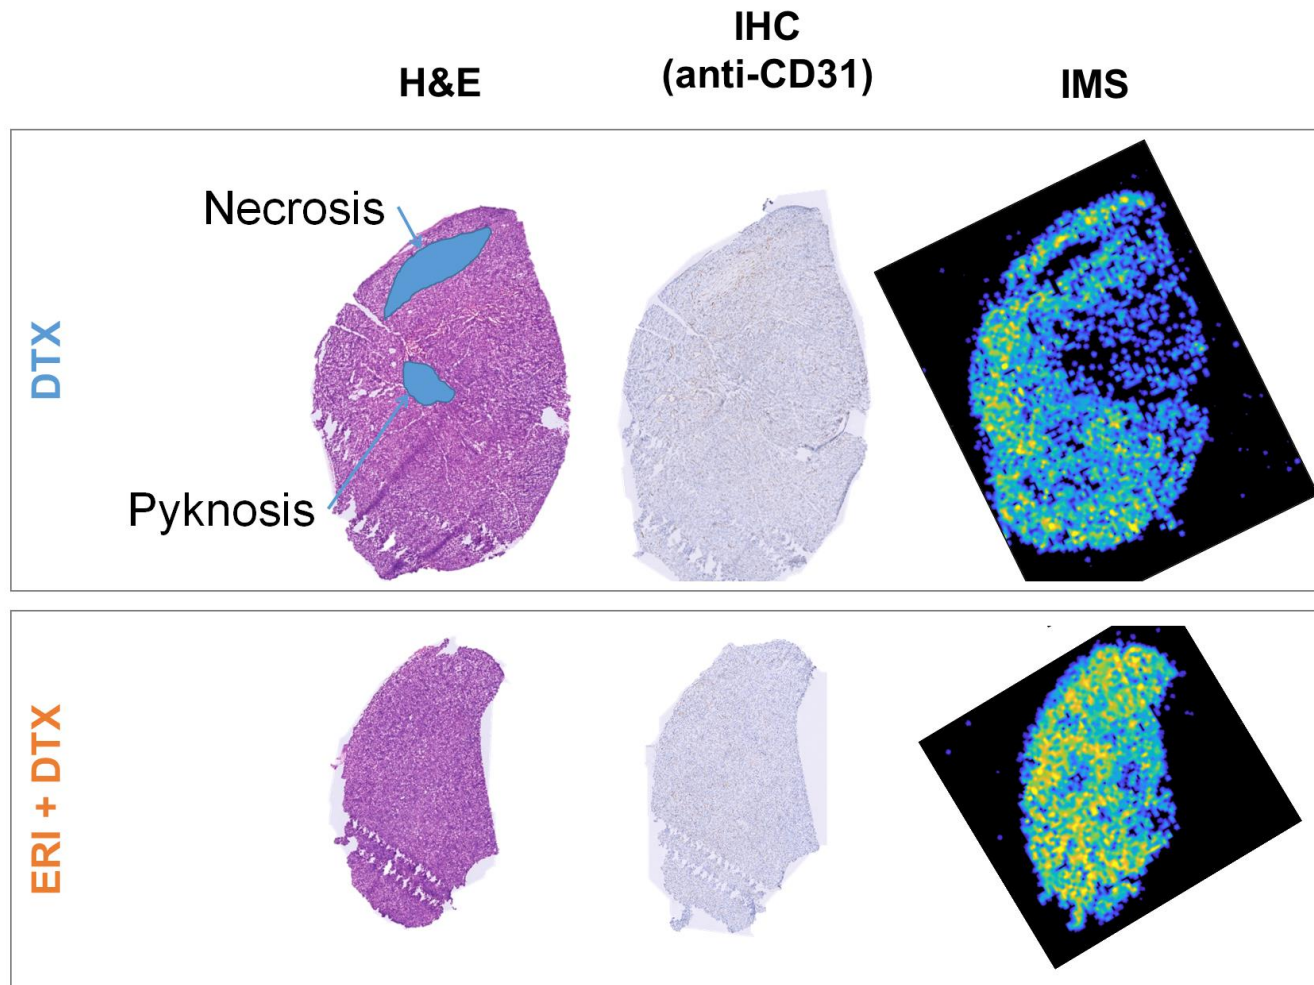 H&E
IHC
(anti-CD31)
IMS
DTX
Necrosis
Pyknosis
ERI + DTX